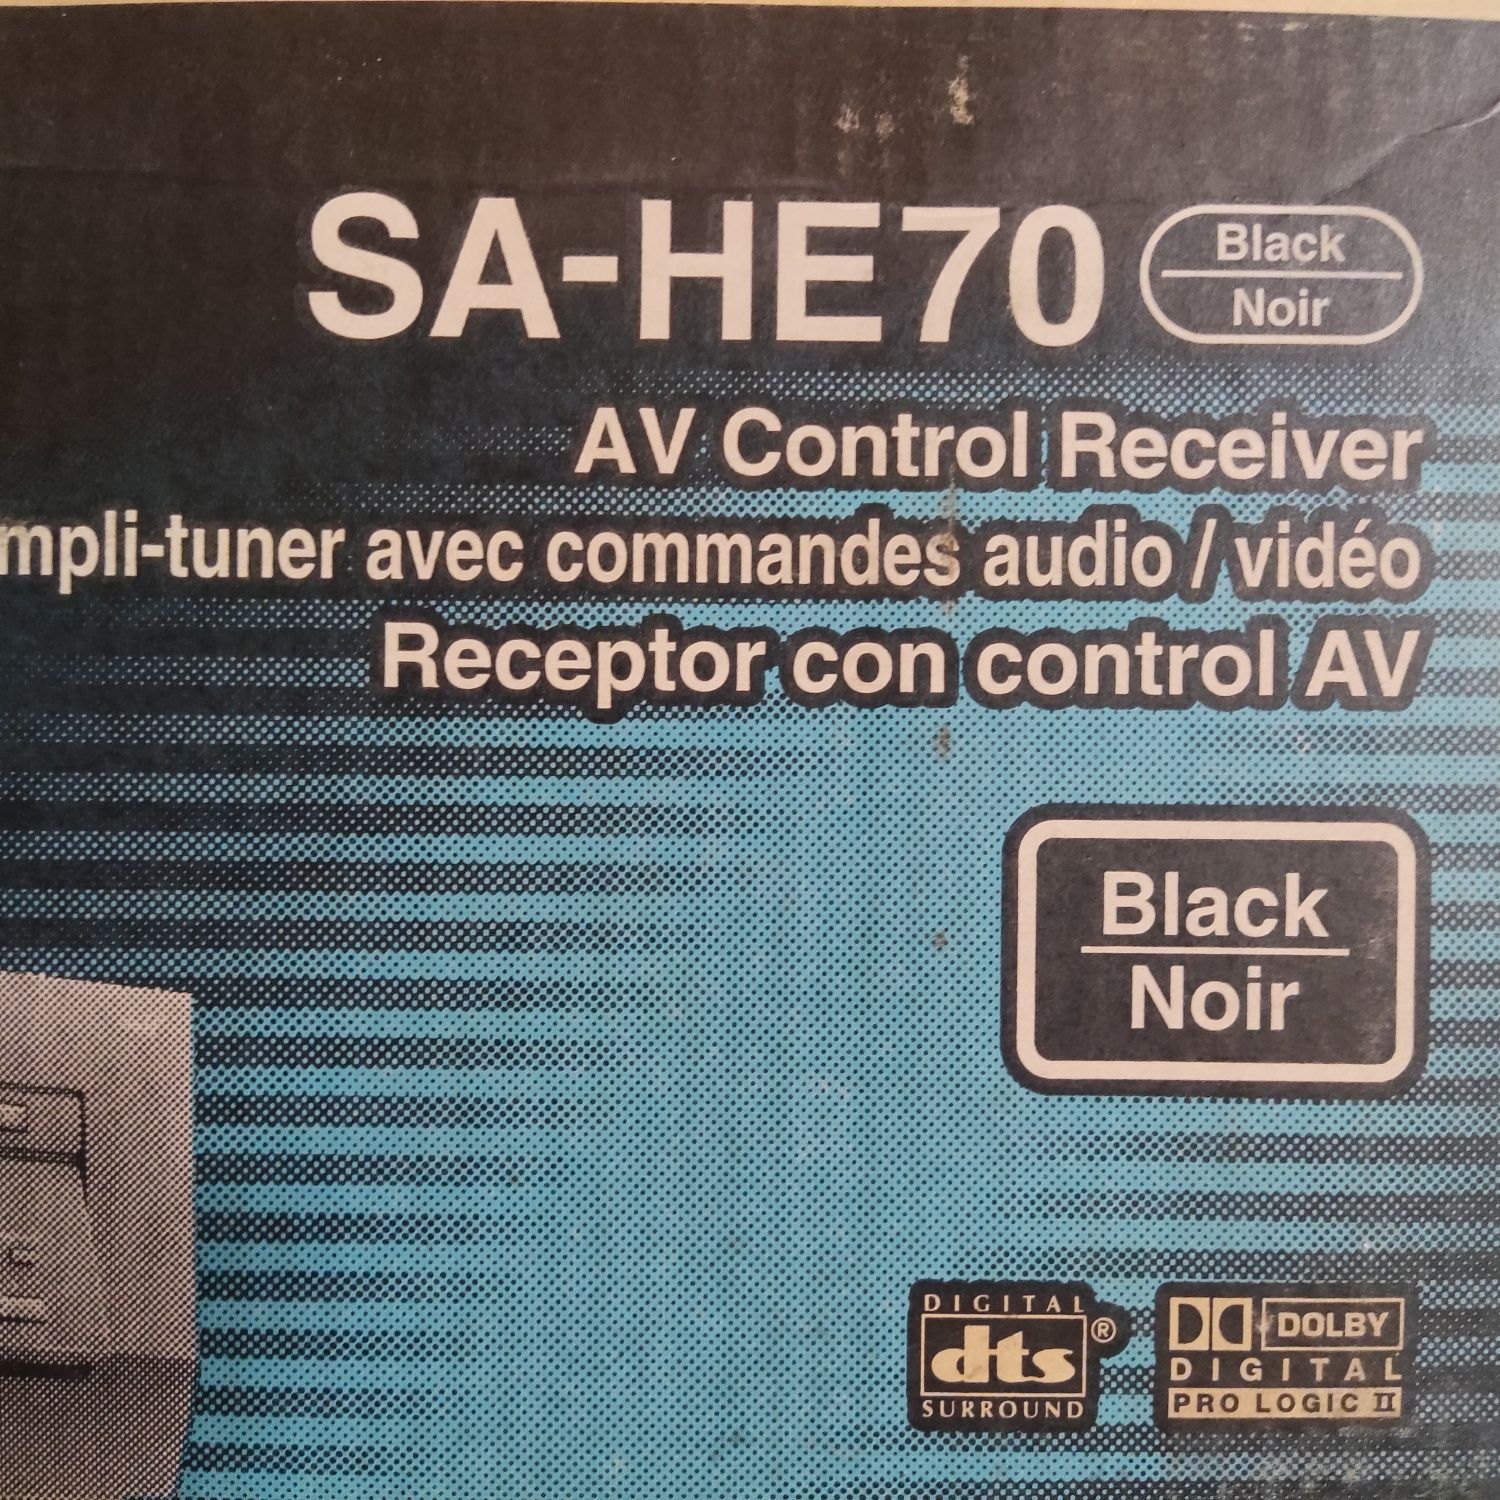 SA-HE70
Black
Noir
AV Control Receiver
mpli-tuner avec commandes audio / vidéo
Receptor con control AV
Black
Noir
DIGITAL
dts ®
SURROUND
DOLBY
DIGITAL
PRO LOGIC II